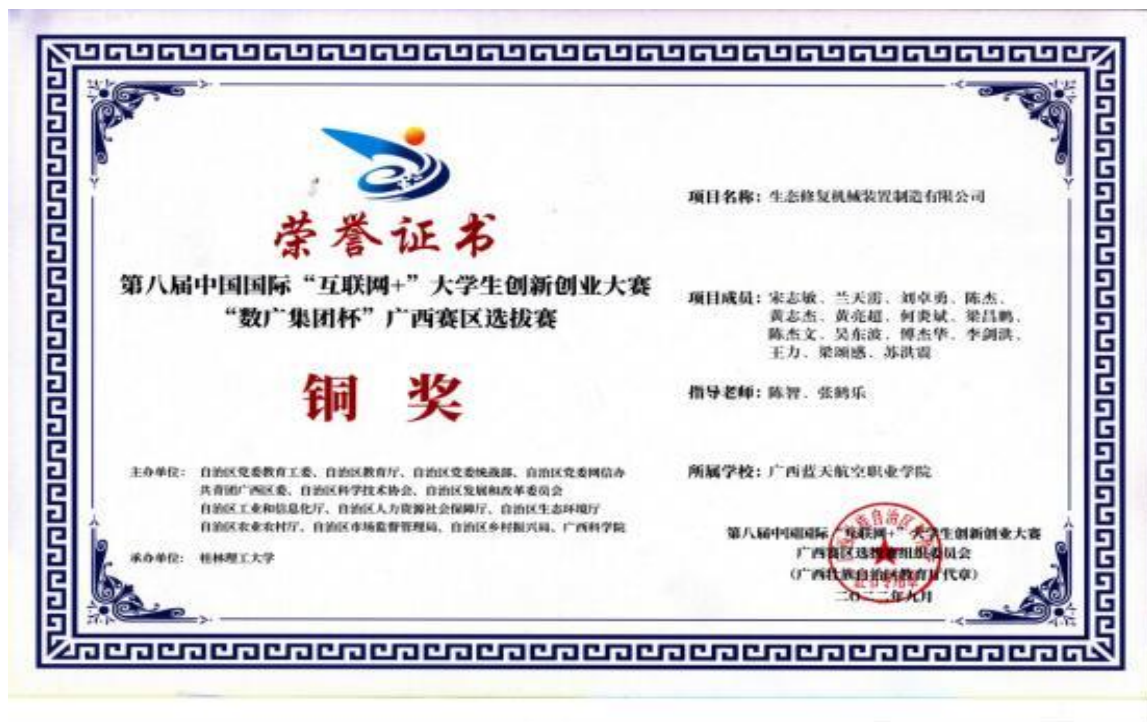 荣誉证书
第八届中国国际“互联网+”大学生创新创业大赛
“数广集团杯”广西赛区选拔赛
铜 奖
主办单位: 自治区党委教育工委、自治区教育厅、自治区党委统战部、自治区党委网信办
共青团广西区委、自治区科学技术协会、自治区发展和改革委员会
自治区工业和信息化厅、自治区人力资源社会保障厅、自治区生态环境厅
自治区农业农村厅、自治区市场监督管理局、自治区乡村振兴局、广西科学院
承办单位: 桂林理工大学
项目名称:生态修复机械装置制造有限公司
项目成员:宋志敏、兰天雳、刘卓勇、陈杰、
黄志杰、黄亮超、何炎斌、梁昌鹏、
陈杰文、吴东波、傅杰华、李剑洪、
王力、梁颂感、苏洪震
指导老师:陈智、张鹤乐
所属学校:广西蓝天航空职业学院
第八届中国国际“互联网+”大学生创新创业大赛
广西赛区选拔赛组织委员会
(广西壮族自治区教育厅代章)
二〇二二年九月